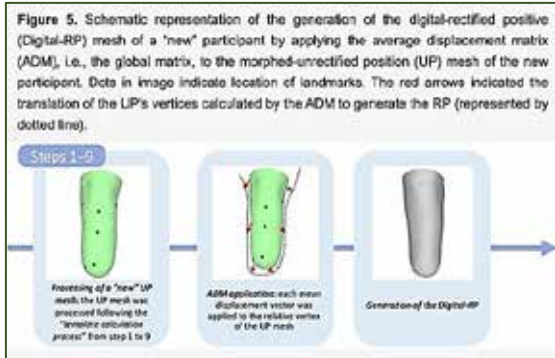 Figure 5. Schematic representation of the generation of the digital-rectified positive
(Digital-RP) mesh of a "new" participant by applying the average displacement matrix
(ADM), i.e., the global matrix, to the morphed-unrectified position (UP) mesh of the new
participant. Dots in image indicate location of landmarks. The red arrows indicated the
translation of the UP's vertices calculated by the ADM to generate the RP (represented by
dotted line).
Steps 1–9
Processing of a "new" UP
mesh: the UP mesh was
processed following the
"template calculation
process" from step 1 to 9
ADM application: each mean
displacement vector was
applied to the relative vertex
of the UP mesh
Generation of the Digital-RP